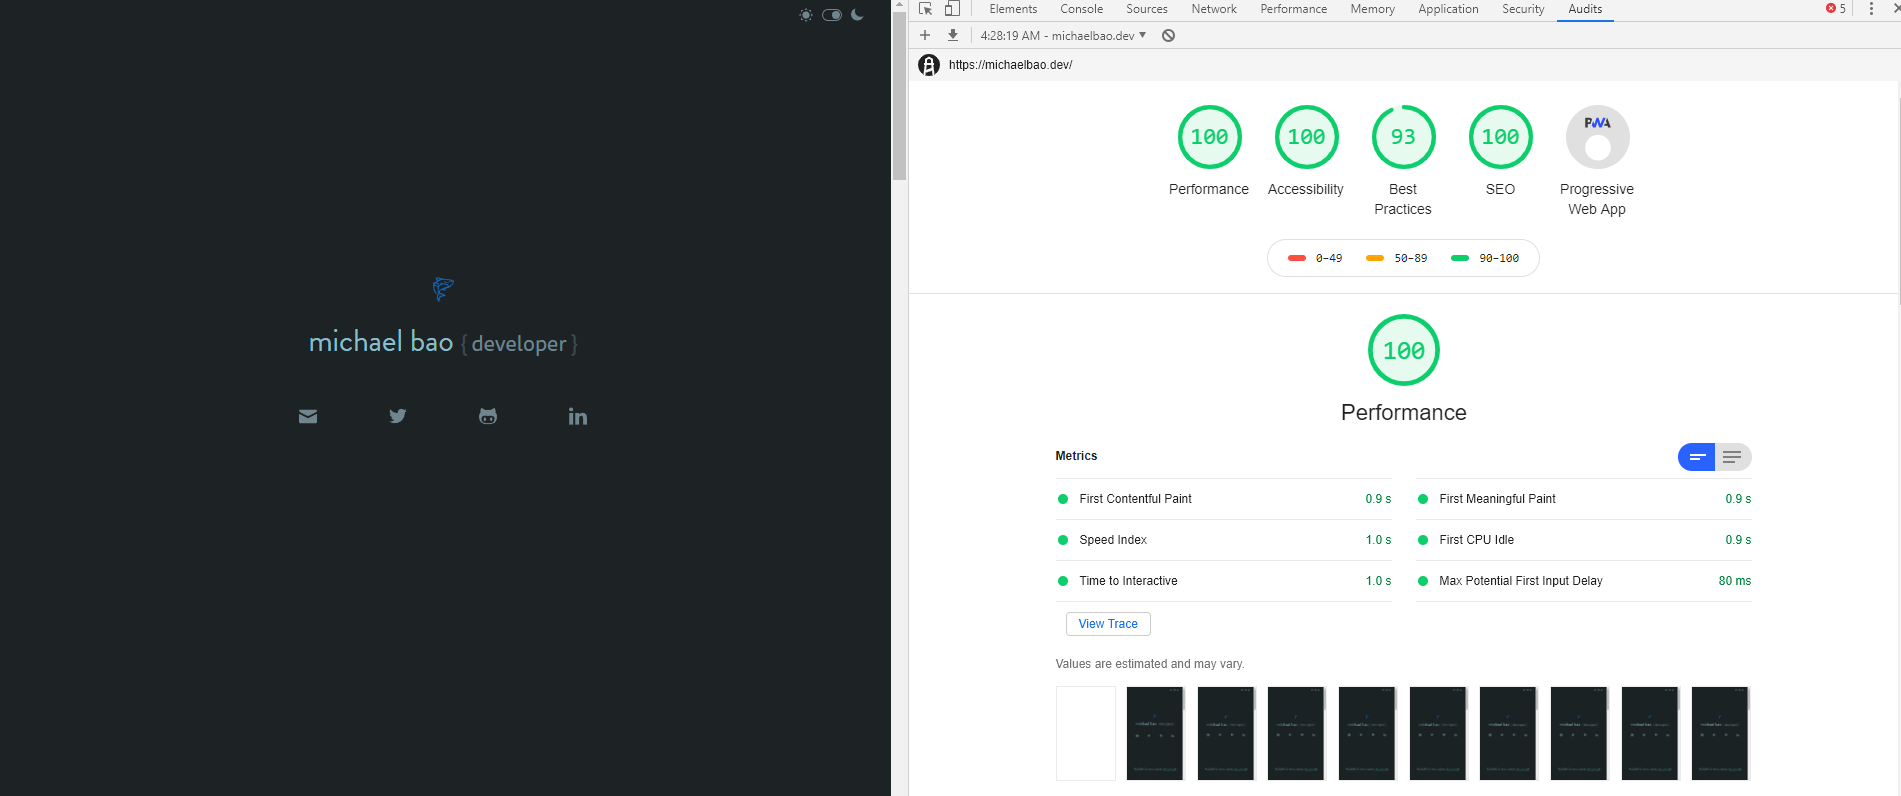 michael bao { developer }
Elements Console Sources Network Performance Memory Application Security Audits 5
4:28:19 AM - michaelbao.dev
https://michaelbao.dev/
100 100 93 100 PWA
Performance Accessibility Best Practices SEO Progressive Web App
0–49 50–89 90–100
100
Performance
Metrics
First Contentful Paint 0.9 s
First Meaningful Paint 0.9 s
Speed Index 1.0 s
First CPU Idle 0.9 s
Time to Interactive 1.0 s
Max Potential First Input Delay 80 ms
View Trace
Values are estimated and may vary.